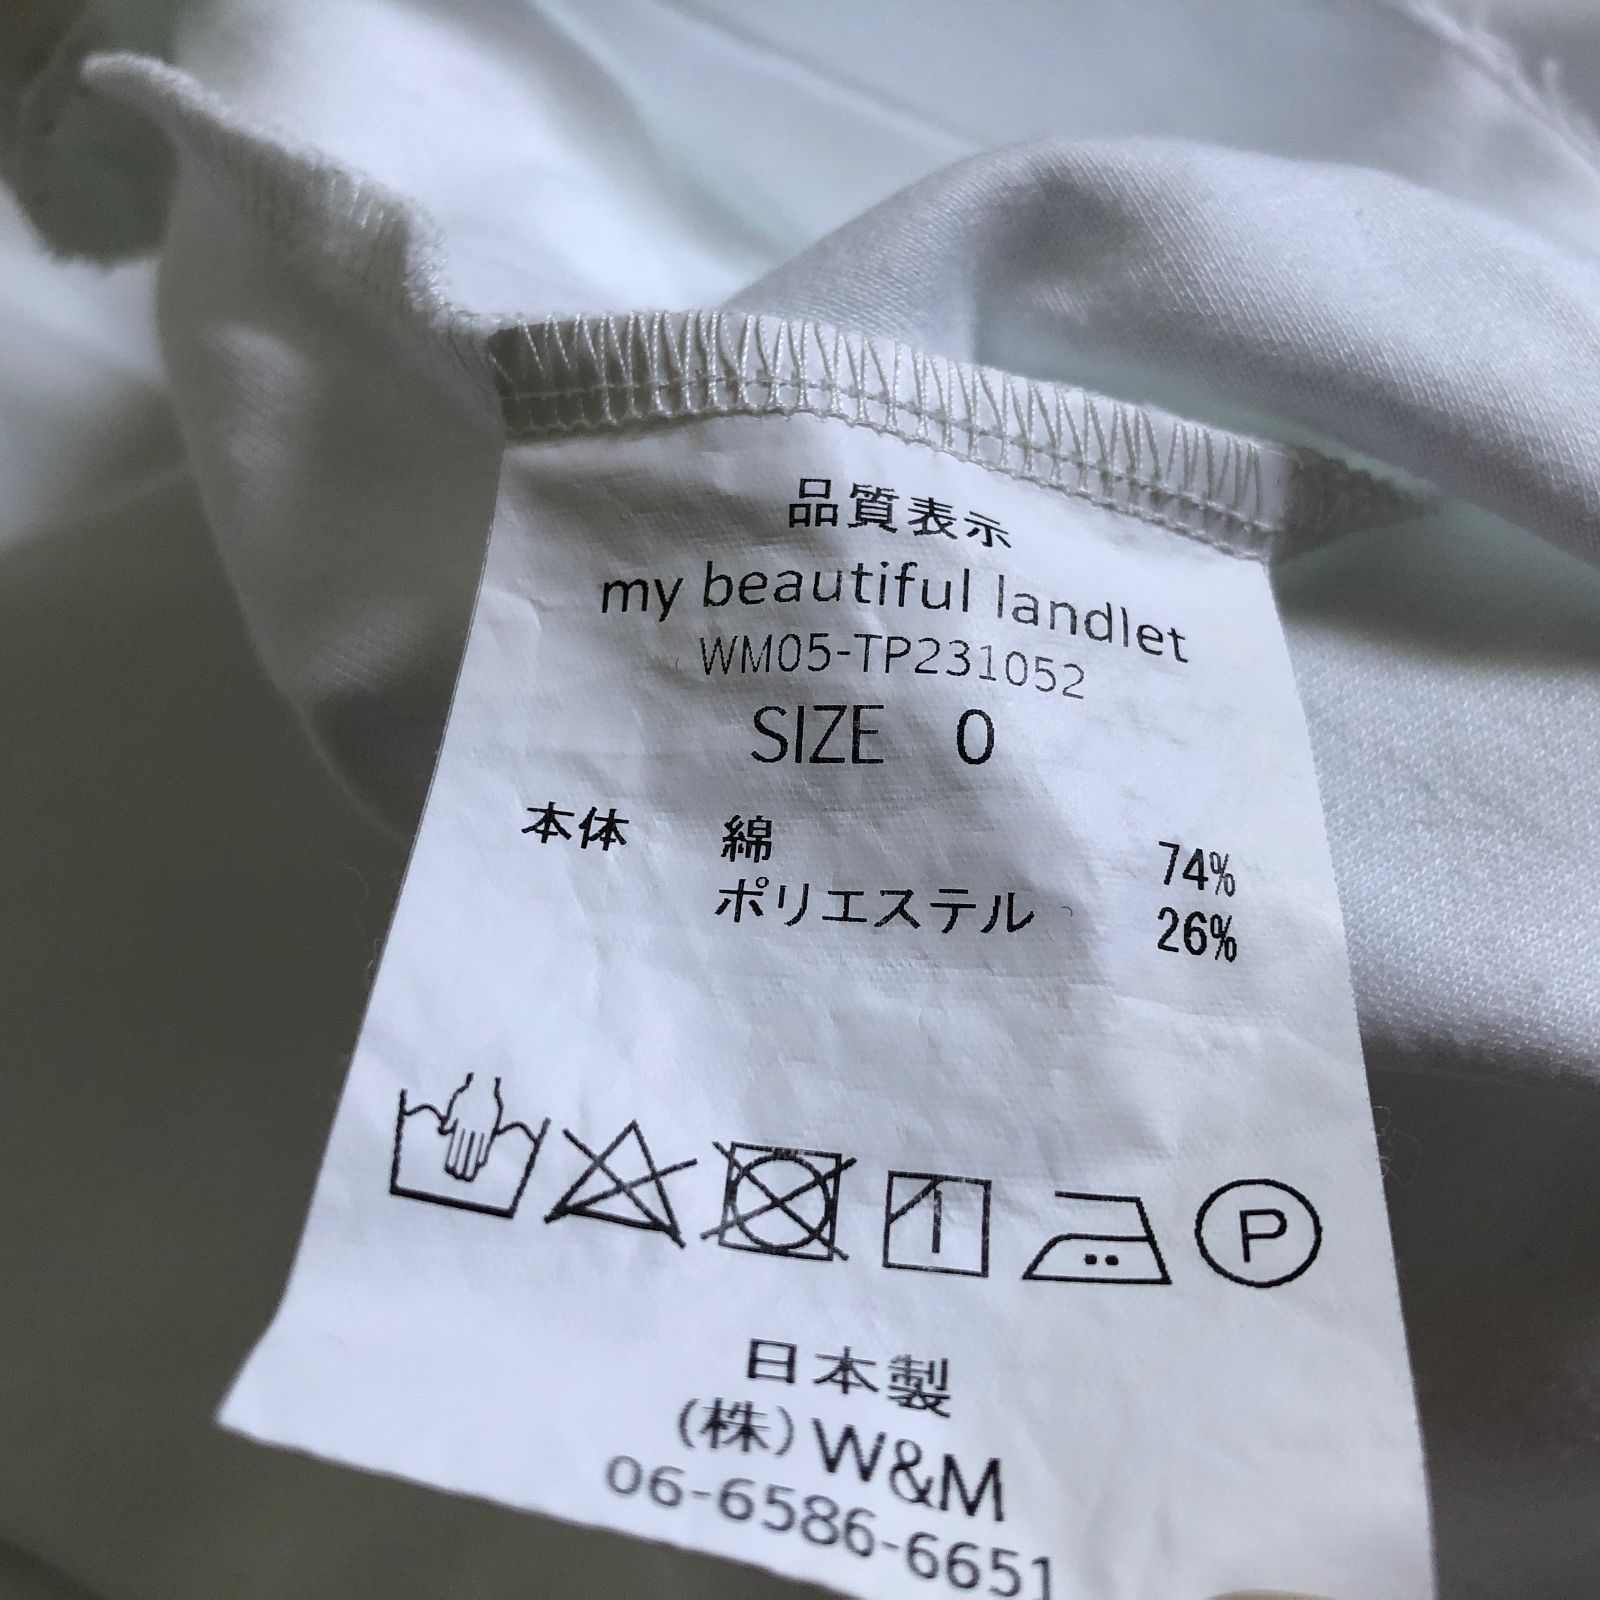 品質表示
my beautiful landlet
WM05-TP231052
SIZE 0
本体 綿 74%
ポリエステル 26%
1
P
日本製
(株)W&M
06-6586-6651